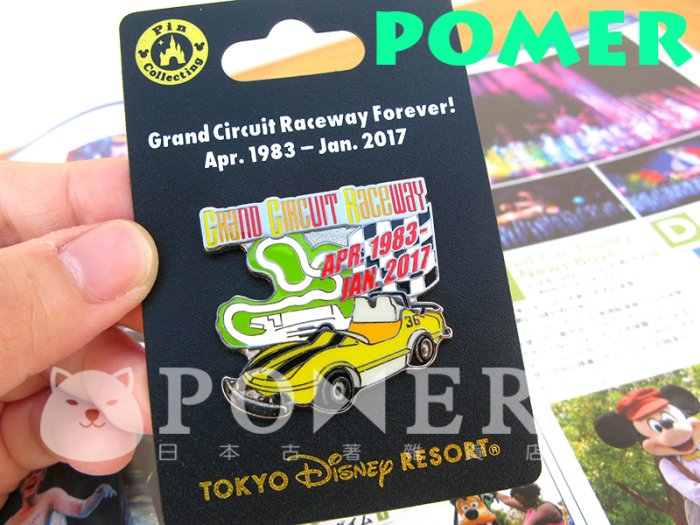 POMER
Pin
Collecting
Grand Circuit Raceway Forever!
Apr. 1983 – Jan. 2017
GRAND CIRCUIT RACEWAY
APR. 1983-
JAN. 2017
36
POMER
日本古著雜貨店
TOKYO Disney RESORT®
D